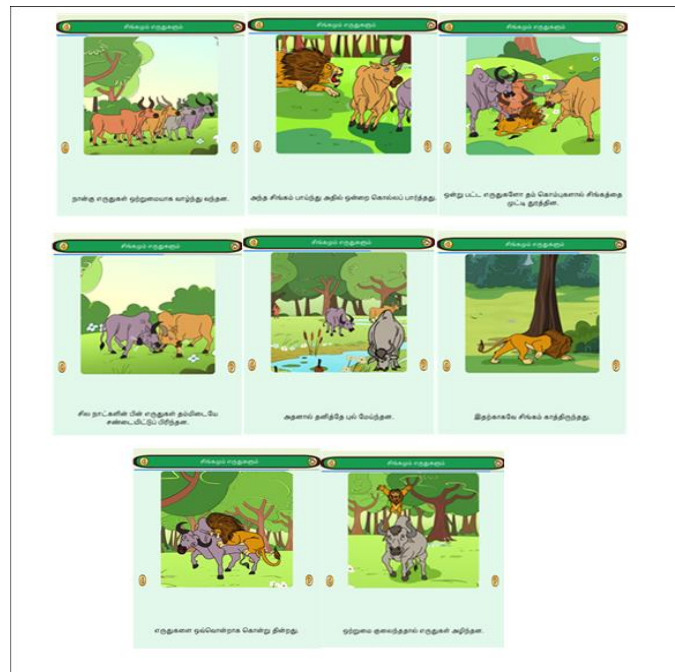 சிங்கமும் எருதுகளும்
நான்கு எருதுகள் ஒற்றுமையாக வாழ்ந்து வந்தன.
சிங்கமும் எருதுகளும்
அந்த சிங்கம் பாய்ந்து அதில் ஒன்றை கொல்லப் பார்த்தது.
சிங்கமும் எருதுகளும்
ஒன்று பட்ட எருதுகளோ தம் கொம்புகளால் சிங்கத்தை
முட்டி துரத்தின.
சிங்கமும் எருதுகளும்
சில நாட்களின் பின் எருதுகள் தம்மிடையே
சண்டையிட்டுப் பிரிந்தன.
சிங்கமும் எருதுகளும்
அதனால் தனித்தே புல் மேய்ந்தன.
சிங்கமும் எருதுகளும்
இதற்காகவே சிங்கம் காத்திருந்தது.
சிங்கமும் எருதுகளும்
எருதுகளை ஒவ்வொன்றாக கொன்று தின்றது.
சிங்கமும் எருதுகளும்
ஒற்றுமை குலைந்ததால் எருதுகள் அழிந்தன.